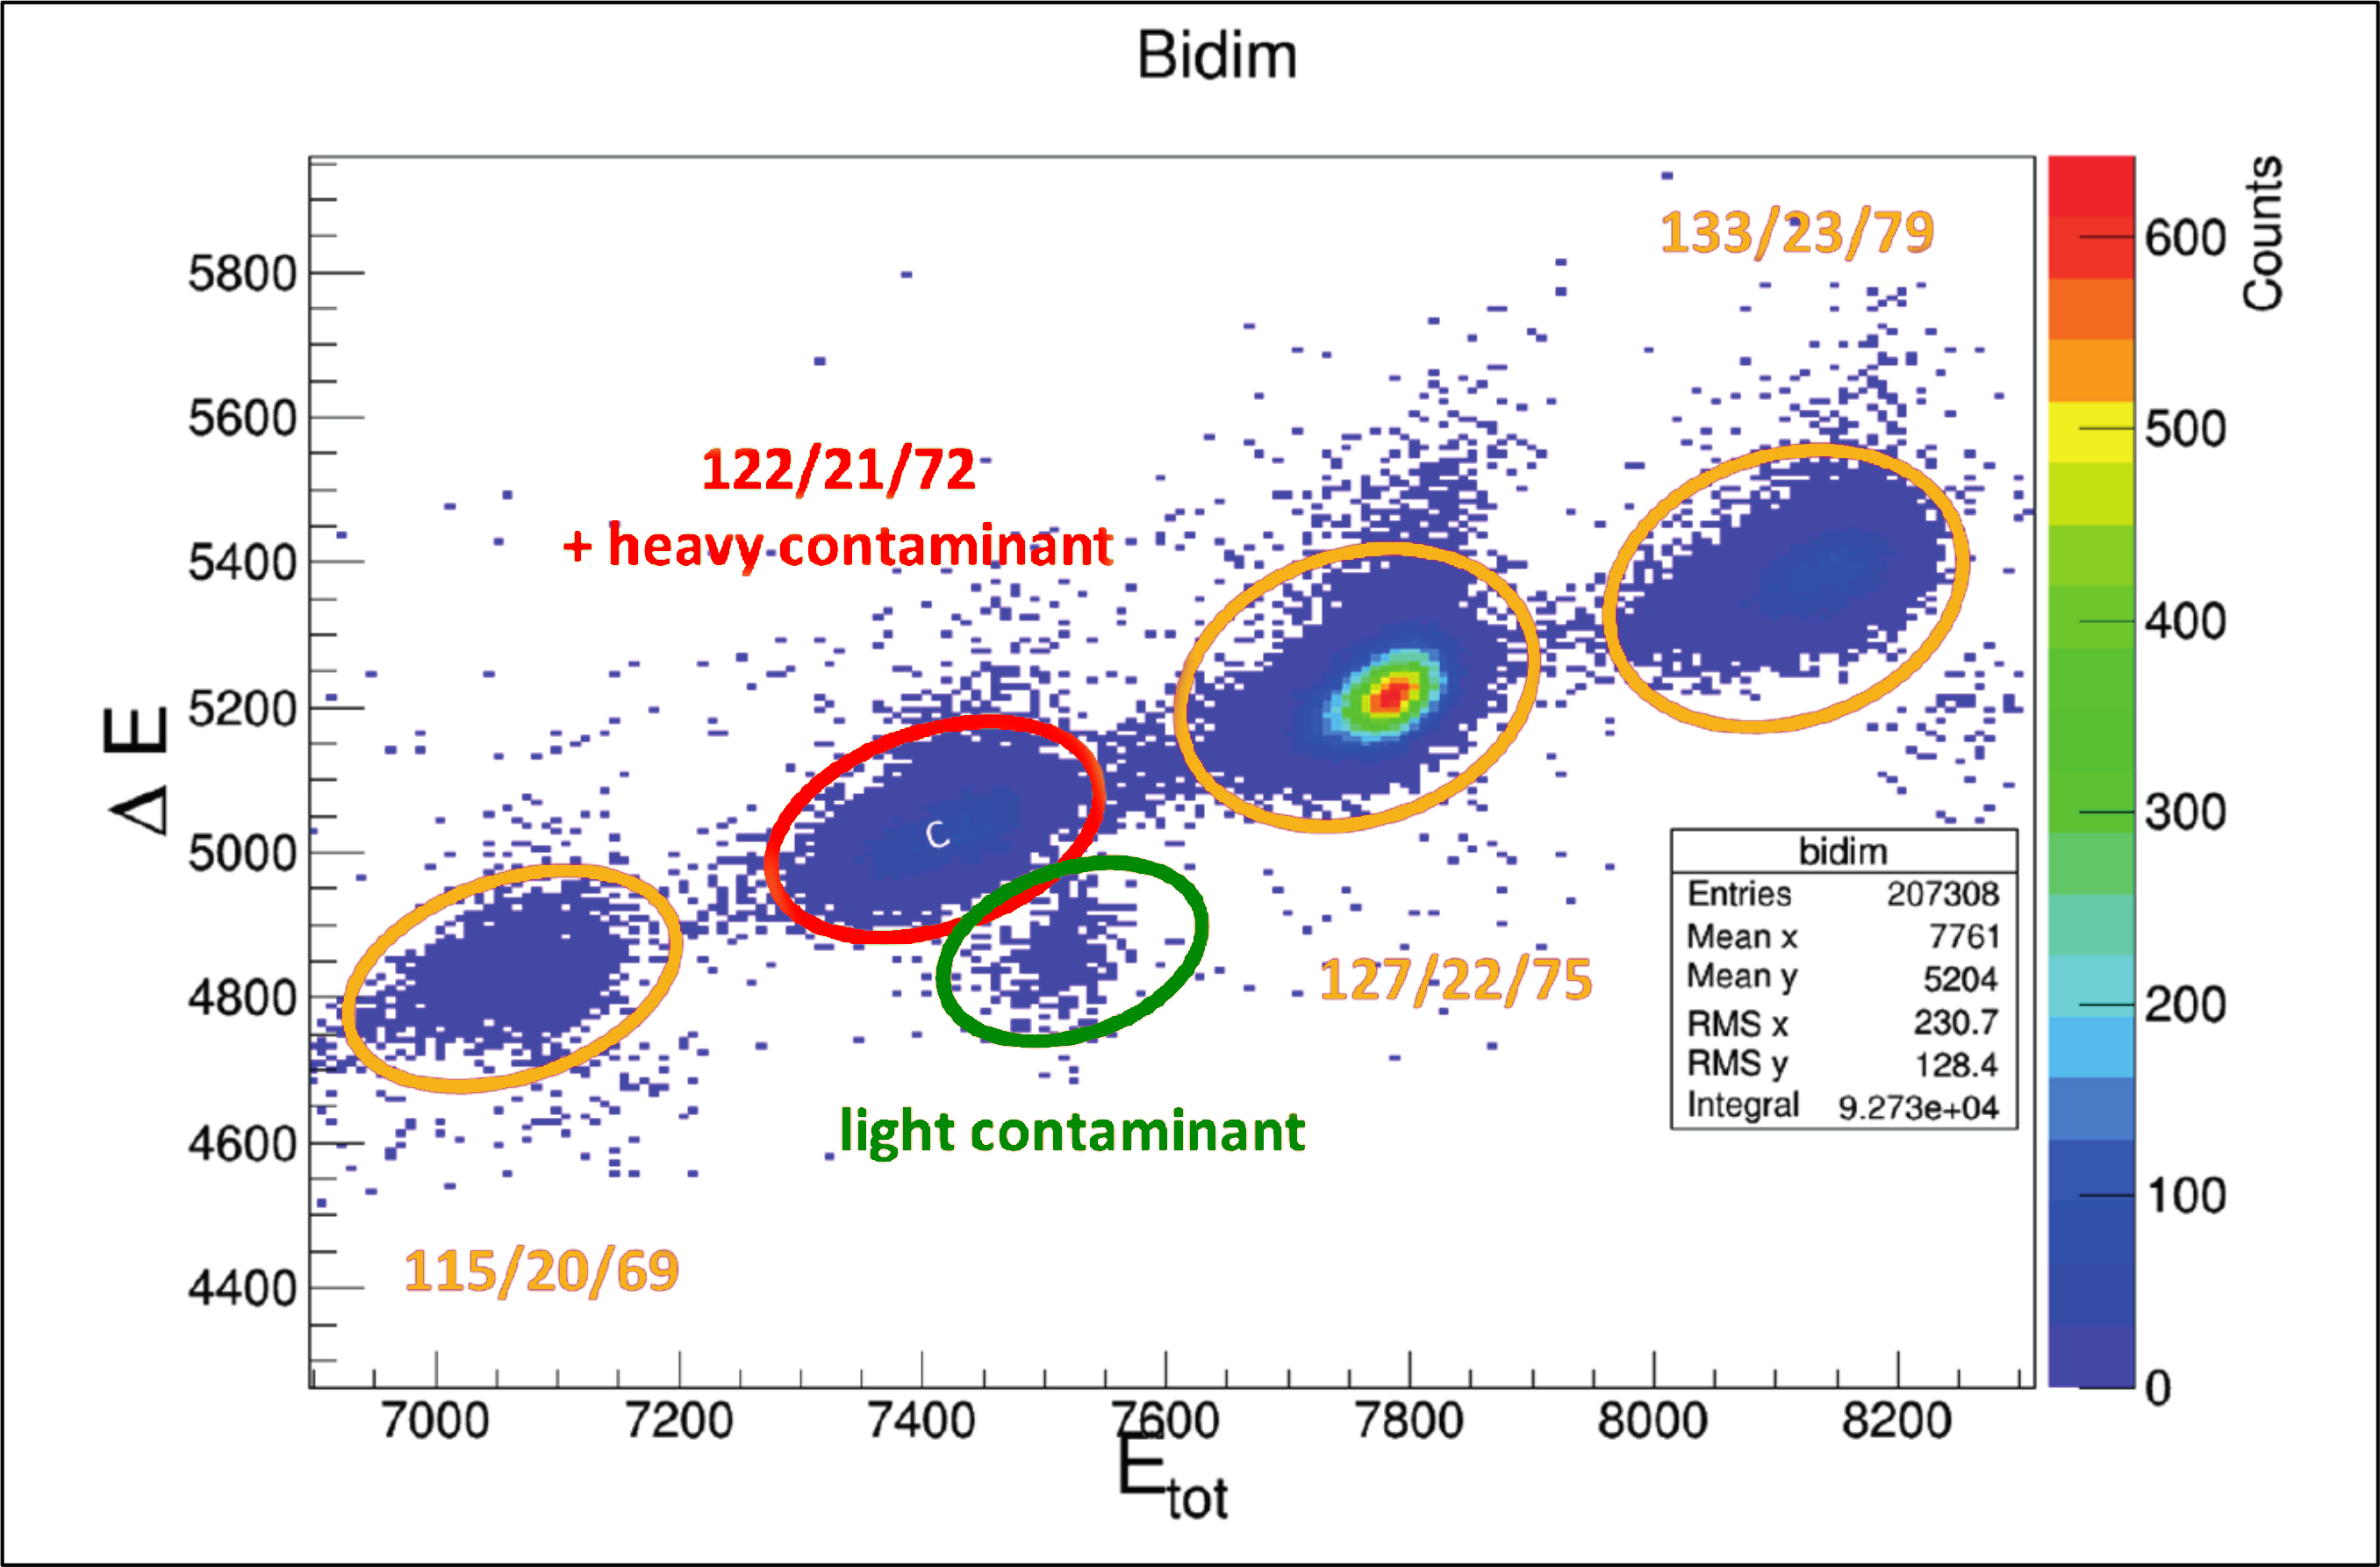 Bidim
Counts
133/23/79
5800
600
5600
500
122/21/72
+ heavy contaminant
5400
400
Δ E
5200
300
C
5000
bidim
Entries 207308
Mean x 7761
Mean y 5204
RMS x 230.7
RMS y 128.4
Integral 9.273e+04
127/22/75
4800
200
light contaminant
4600
100
115/20/69
4400
0
7000 7200 7400 7600 7800 8000 8200
Etot